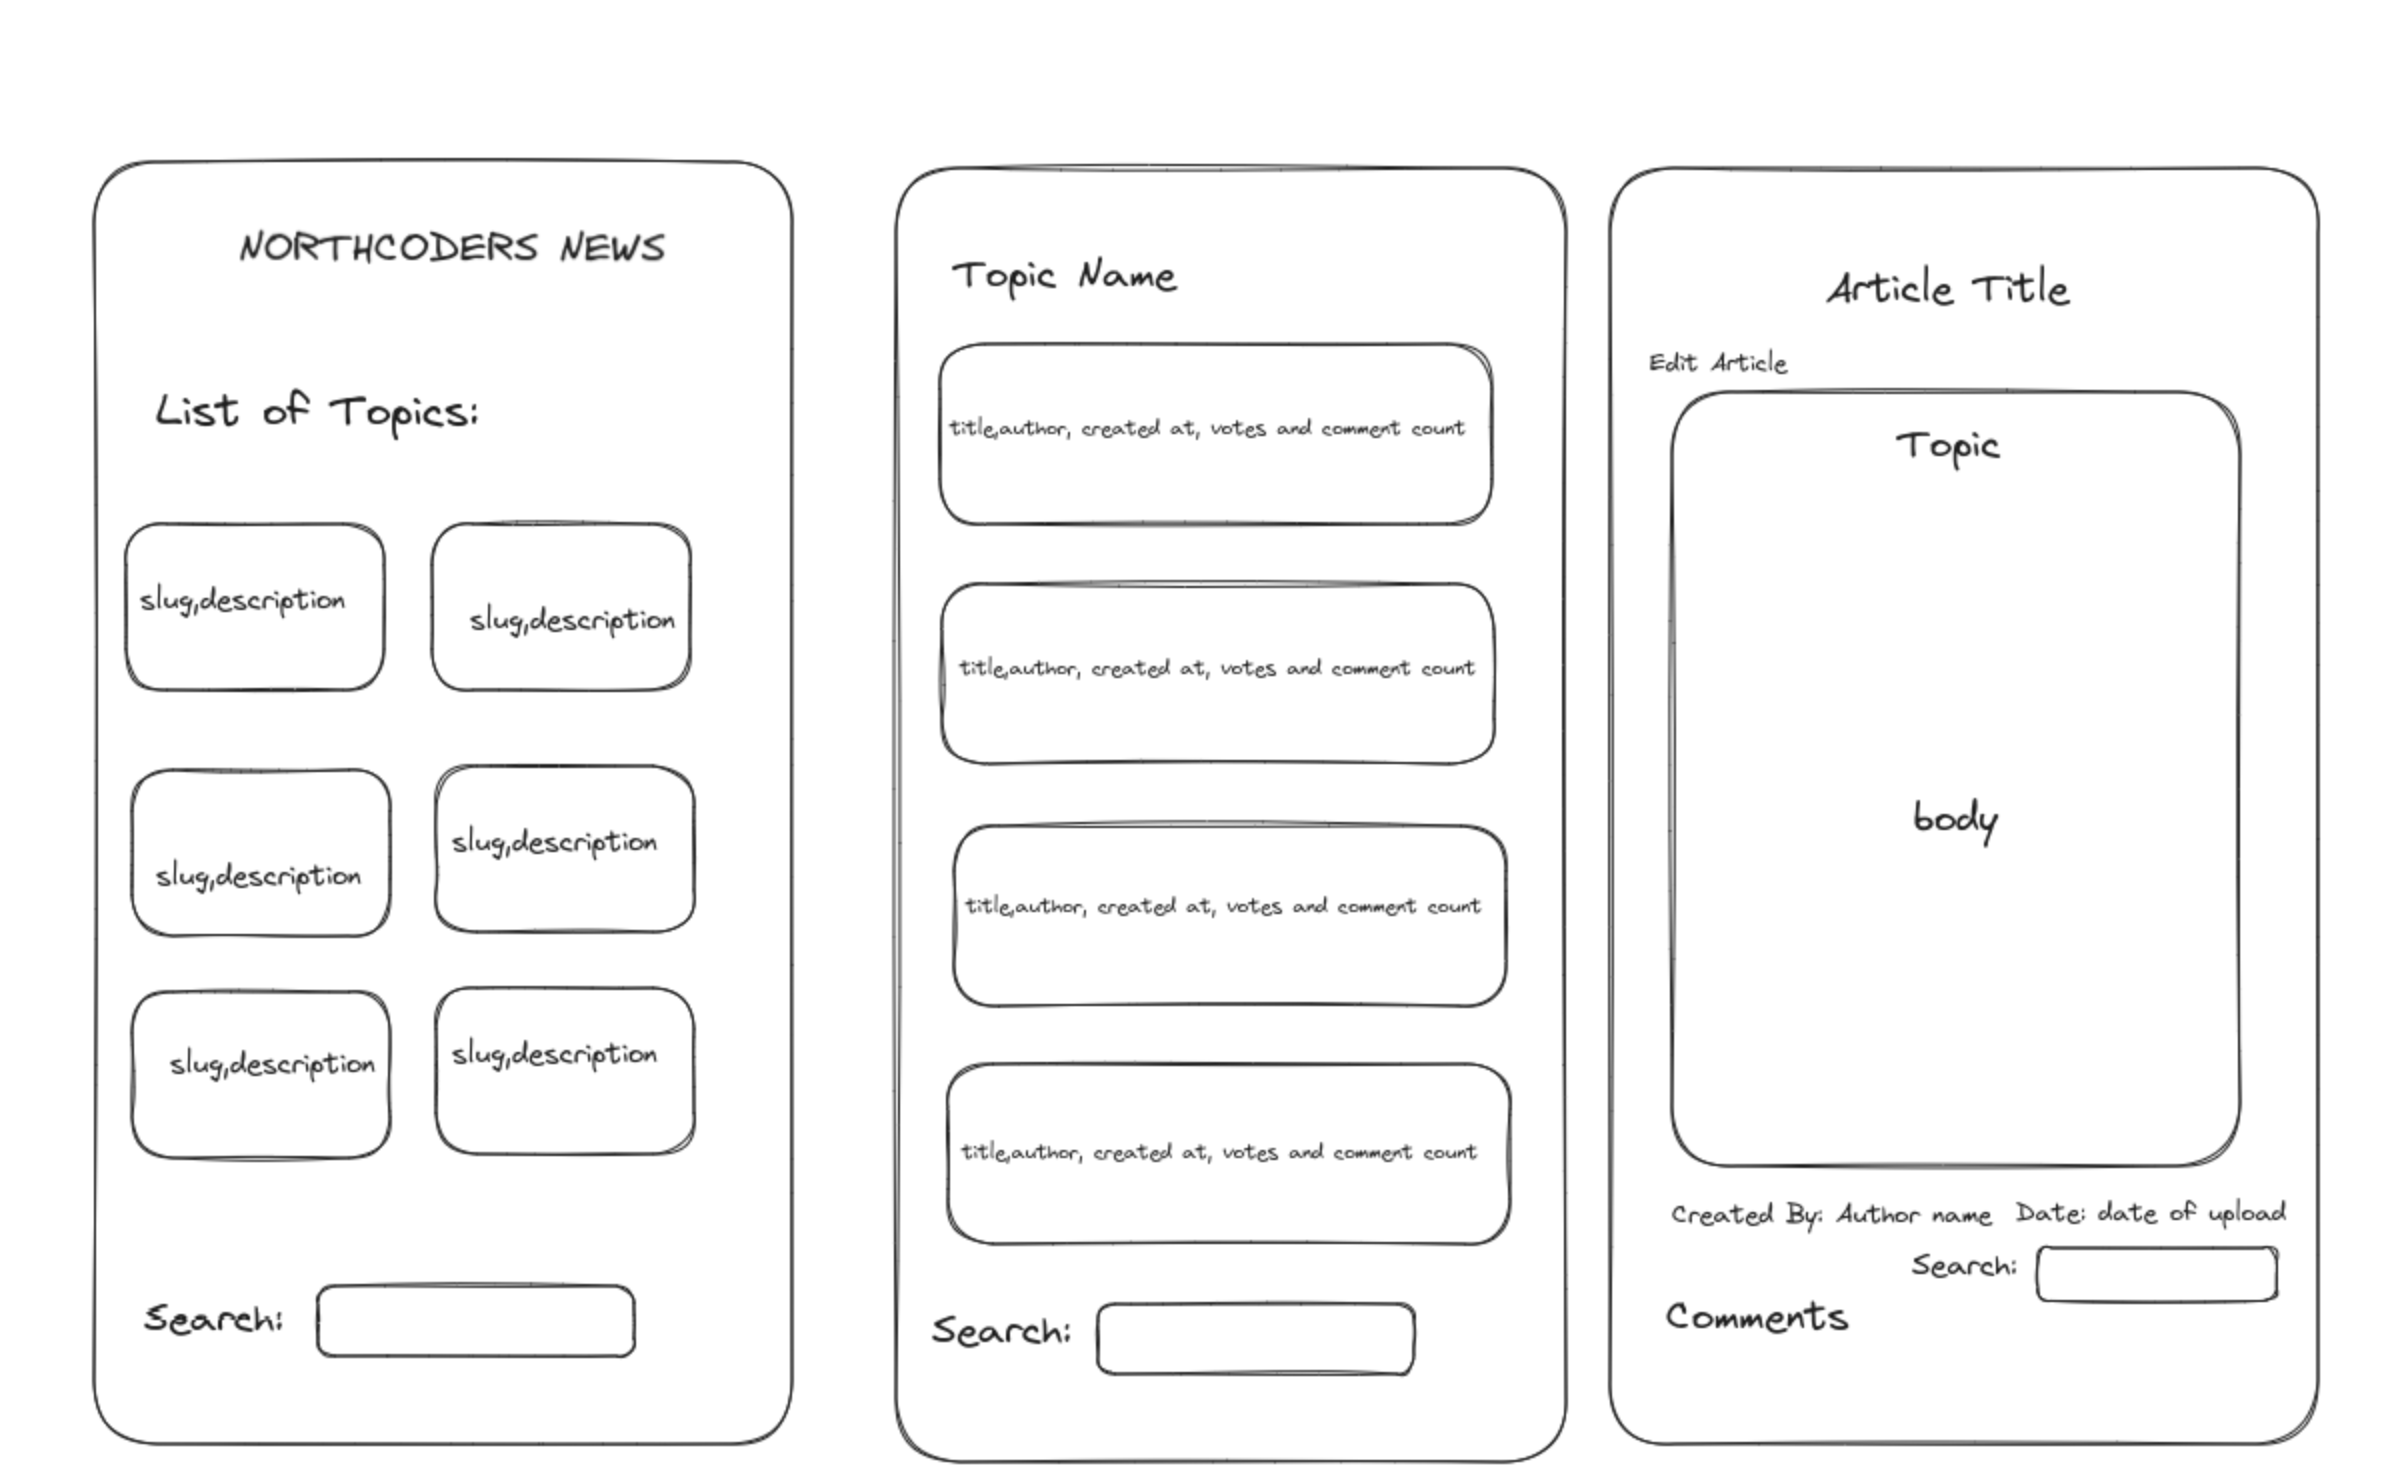 NORTHCODERS NEWS
List of Topics:
slug,description
slug,description
slug,description
slug,description
slug,description
slug,description
Search:
Topic Name
title,author, created at, votes and comment count
title,author, created at, votes and comment count
title,author, created at, votes and comment count
title,author, created at, votes and comment count
Search:
Article Title
Edit Article
Topic
body
Created By: Author name Date: date of upload
Search:
Comments